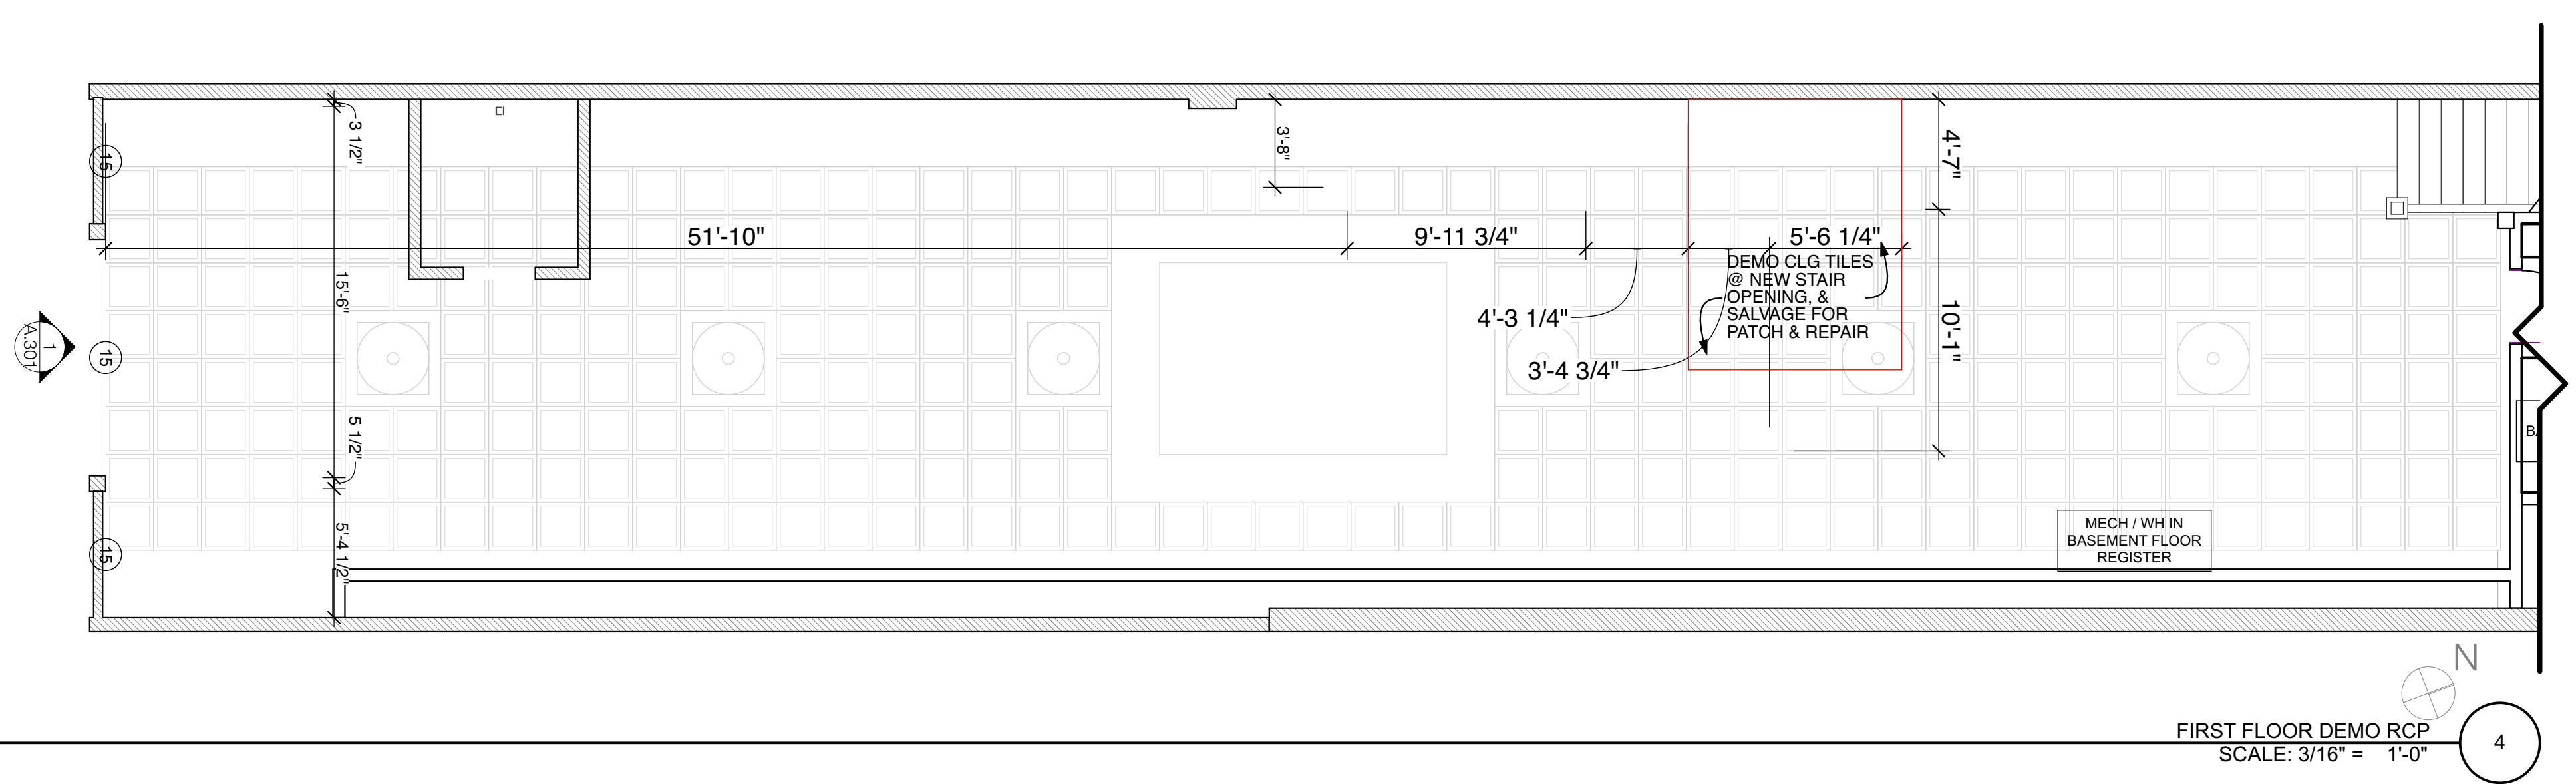 3 1/2"
15
3'-8"
4'-7"
51'-10"
9'-11 3/4"
5'-6 1/4"
DEMO CLG TILES
@ NEW STAIR
OPENING, &
SALVAGE FOR
PATCH & REPAIR
15'-6"
4'-3 1/4"
10'-1"
1
A.301
15
3'-4 3/4"
5 1/2"
MECH / WH IN
BASEMENT FLOOR
REGISTER
15
5'-4 1/2"
N
FIRST FLOOR DEMO RCP
SCALE: 3/16" = 1'-0"
4